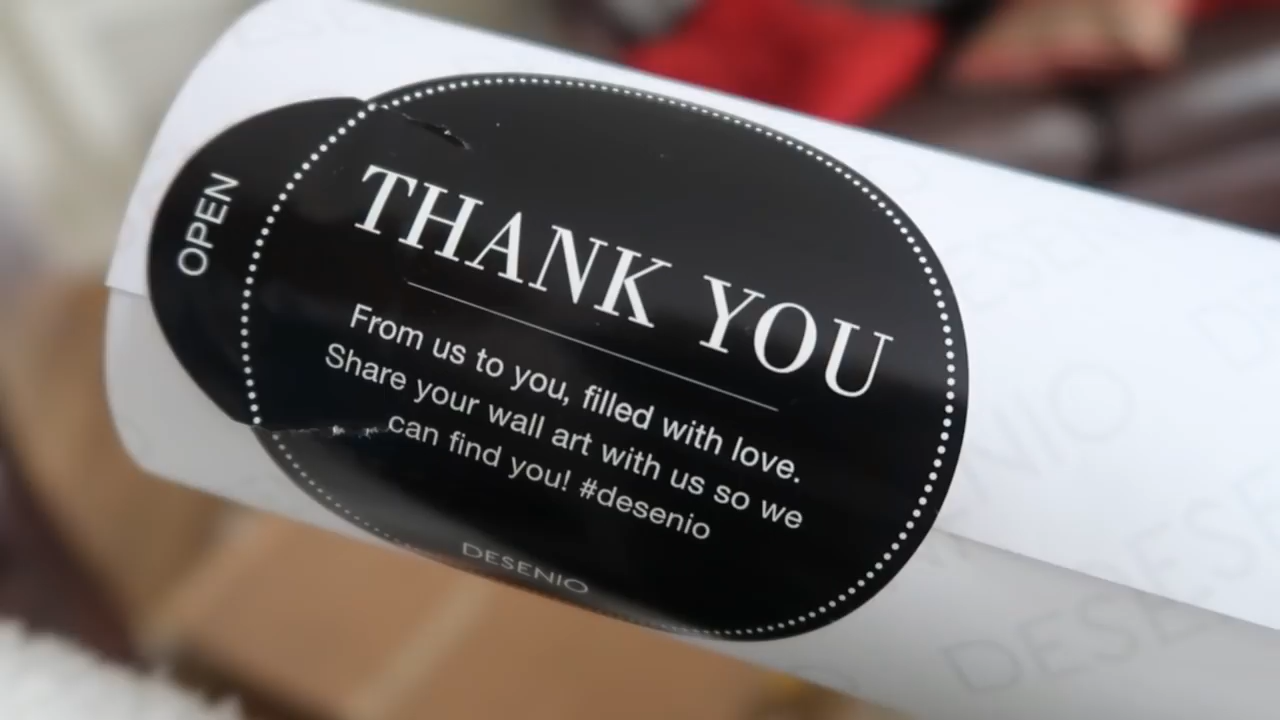 OPEN
THANK YOU
From us to you, filled with love.
Share your wall art with us so we
can find you! #desenio
DESENIO
DESENIO